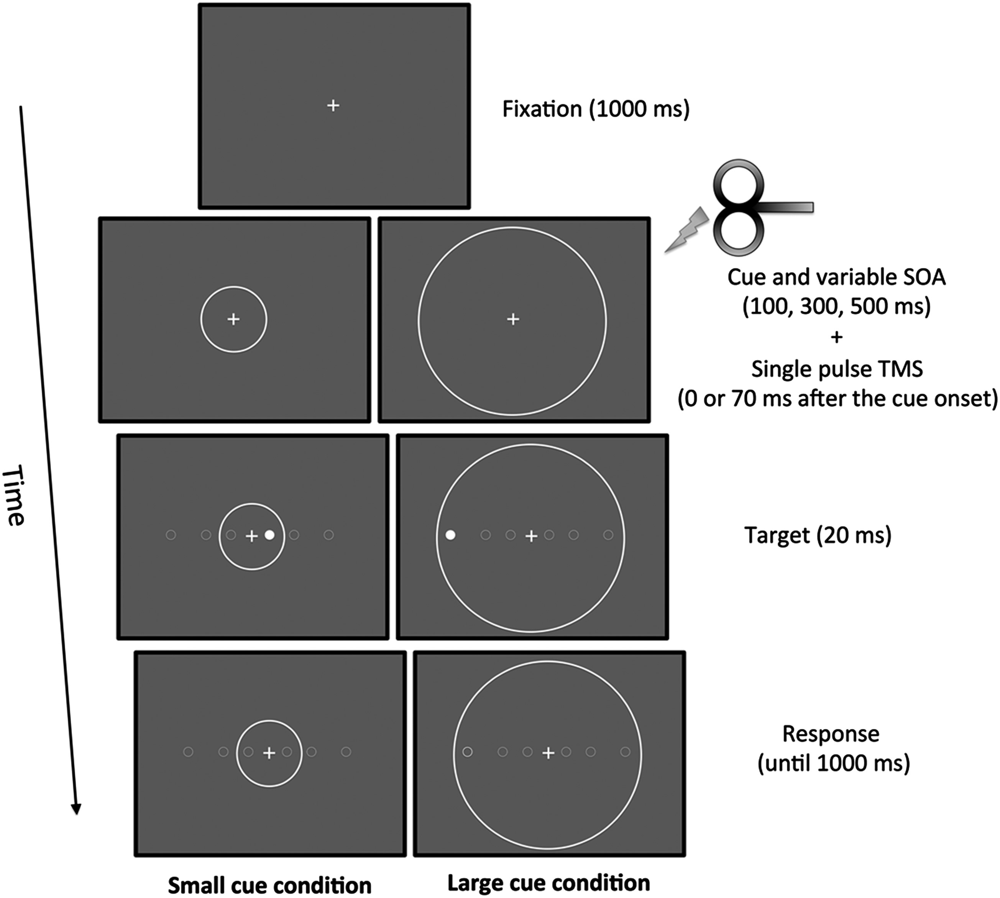 Fixation (1000 ms)
Cue and variable SOA
(100, 300, 500 ms)
+
Single pulse TMS
(0 or 70 ms after the cue onset)
Time
Target (20 ms)
Response
(until 1000 ms)
Small cue condition
Large cue condition